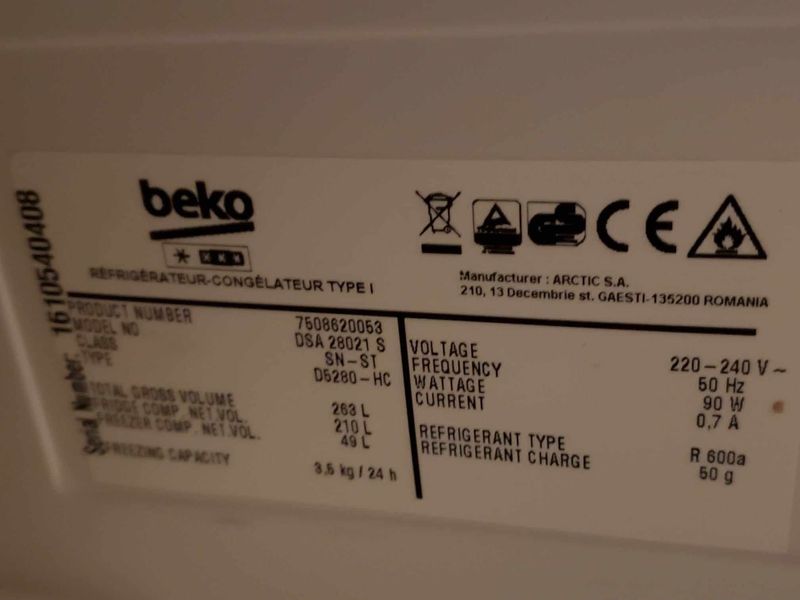 beko
RÉFRIGÉRATEUR-CONGÉLATEUR TYPE I
CE
Manufacturer : ARCTIC S.A.
210, 13 Decembrie st. GAESTI-135200 ROMANIA
Serial Number: 1610540408
PRODUCT NUMBER 7508620053
MODEL NO DSA 28021 S
CLASS SN-ST
TYPE D5280-HC
TOTAL GROSS VOLUME 263 L
FRIDGE COMP. NET.VOL. 210 L
FREEZER COMP. NET.VOL. 49 L
FREEZING CAPACITY 3,5 kg / 24 h
VOLTAGE 220-240 V ~
FREQUENCY 50 Hz
WATTAGE 90 W
CURRENT 0,7 A
REFRIGERANT TYPE R 600a
REFRIGERANT CHARGE 50 g